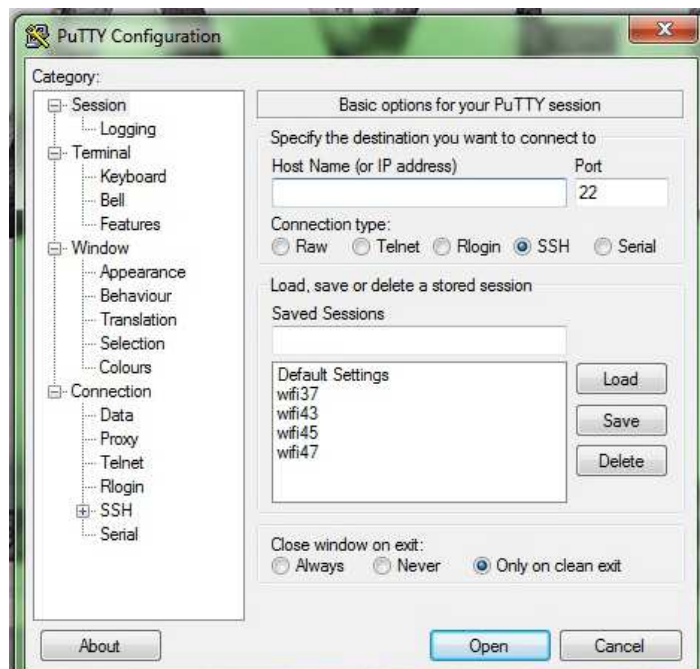 PuTTY Configuration
Category:
Session
Logging
Terminal
Keyboard
Bell
Features
Window
Appearance
Behaviour
Translation
Selection
Colours
Connection
Data
Proxy
Telnet
Rlogin
SSH
Serial
Basic options for your PuTTY session
Specify the destination you want to connect to
Host Name (or IP address) Port
22
Connection type:
Raw Telnet Rlogin SSH Serial
Load, save or delete a stored session
Saved Sessions
Default Settings
wifi37
wifi43
wifi45
wifi47
Load
Save
Delete
Close window on exit:
Always Never Only on clean exit
About Open Cancel